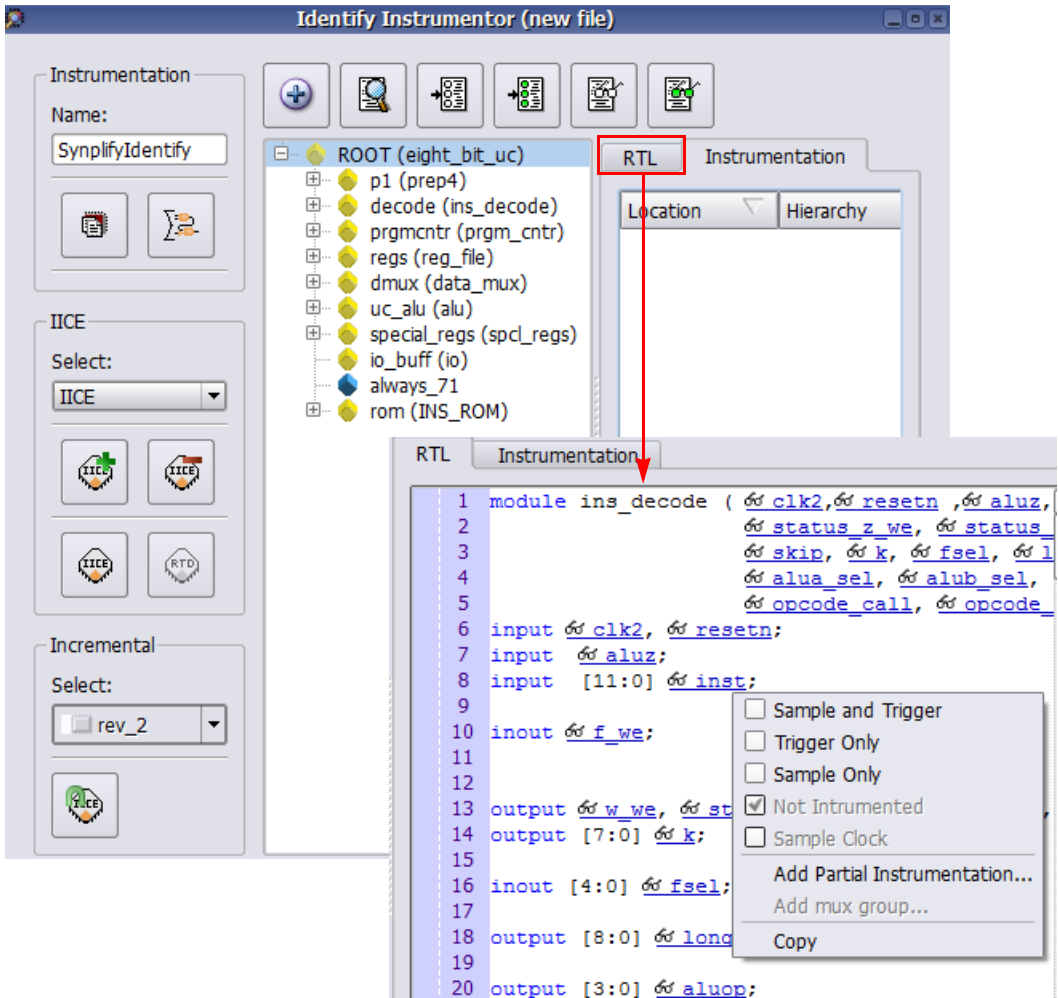 Identify Instrumentor (new file)
Instrumentation
Name:
SynplifyIdentify
IICE
Select:
IICE
IICE
IICE
IICE
RTD
Incremental
Select:
rev_2
IICE
ROOT (eight_bit_uc)
p1 (prep4)
decode (ins_decode)
prgmcntr (prgm_cntr)
regs (reg_file)
dmux (data_mux)
uc_alu (alu)
special_regs (spcl_regs)
io_buff (io)
always_71
rom (INS_ROM)
RTL Instrumentation
Location Hierarchy
RTL Instrumentation
1 module ins_decode ( clk2, resetn , aluz,
2 status_z_we, status_
3 skip, k, fsel, l
4 alua_sel, alub_sel,
5 opcode_call, opcode_
6 input clk2, resetn;
7 input aluz;
8 input [11:0] inst;
9
10 inout f_we;
11
12
13 output w_we, st ,
14 output [7:0] k;
15
16 inout [4:0] fsel;
17
18 output [8:0] long
19
20 output [3:0] aluop;
Sample and Trigger
Trigger Only
Sample Only
Not Intrumented
Sample Clock
Add Partial Instrumentation...
Add mux group...
Copy